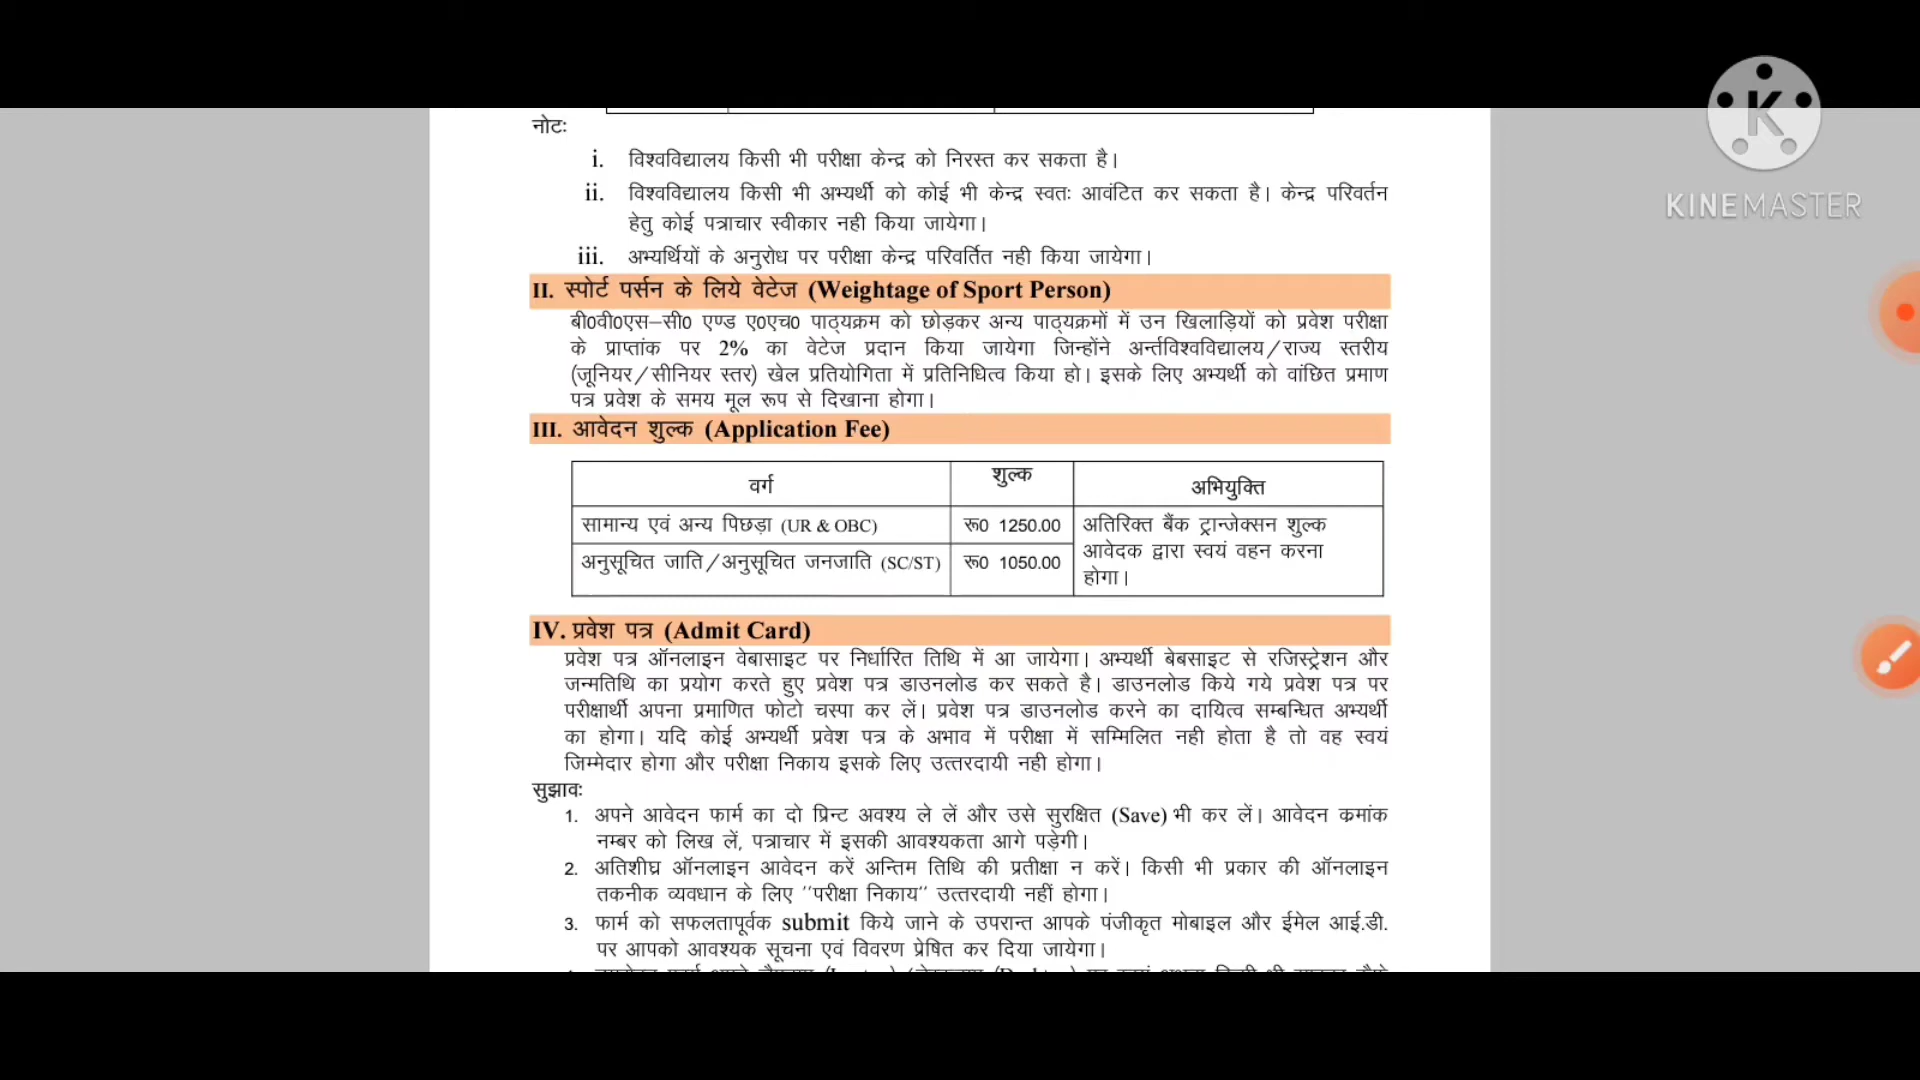 नोटः
i. विश्वविद्यालय किसी भी परीक्षा केन्द्र को निरस्त कर सकता है।
ii. विश्वविद्यालय किसी भी अभ्यर्थी को कोई भी केन्द्र स्वतः आवंटित कर सकता है। केन्द्र परिवर्तन
हेतु कोई पत्राचार स्वीकार नही किया जायेगा।
iii. अभ्यर्थियों के अनुरोध पर परीक्षा केन्द्र परिवर्तित नही किया जायेगा।
II. स्पोर्ट पर्सन के लिये वेटेज (Weightage of Sport Person)
बी0वी0एस–सी0 एण्ड ए0एच0 पाठ्यक्रम को छोड़कर अन्य पाठ्यक्रमों में उन खिलाड़ियों को प्रवेश परीक्षा
के प्राप्तांक पर 2% का वेटेज प्रदान किया जायेगा जिन्होंने अर्न्तविश्वविद्यालय/राज्य स्तरीय
(जूनियर/सीनियर स्तर) खेल प्रतियोगिता में प्रतिनिधित्व किया हो। इसके लिए अभ्यर्थी को वांछित प्रमाण
पत्र प्रवेश के समय मूल रूप से दिखाना होगा।
III. आवेदन शुल्क (Application Fee)
वर्ग शुल्क अभियुक्ति
सामान्य एवं अन्य पिछड़ा (UR & OBC) रू0 1250.00 अतिरिक्त बैंक ट्रान्जेक्सन शुल्क
आवेदक द्वारा स्वयं वहन करना
अनुसूचित जाति/अनुसूचित जनजाति (SC/ST) रू0 1050.00
होगा।
IV. प्रवेश पत्र (Admit Card)
प्रवेश पत्र ऑनलाइन वेबासाइट पर निर्धारित तिथि में आ जायेगा। अभ्यर्थी बेबसाइट से रजिस्ट्रेशन और
जन्मतिथि का प्रयोग करते हुए प्रवेश पत्र डाउनलोड कर सकते है। डाउनलोड किये गये प्रवेश पत्र पर
परीक्षार्थी अपना प्रमाणित फोटो चस्पा कर लें। प्रवेश पत्र डाउनलोड करने का दायित्व सम्बन्धित अभ्यर्थी
का होगा। यदि कोई अभ्यर्थी प्रवेश पत्र के अभाव में परीक्षा में सम्मिलित नही होता है तो वह स्वयं
जिम्मेदार होगा और परीक्षा निकाय इसके लिए उत्तरदायी नही होगा।
सुझावः
1. अपने आवेदन फार्म का दो प्रिन्ट अवश्य ले लें और उसे सुरक्षित (Save) भी कर लें। आवेदन क्रमांक
नम्बर को लिख लें, पत्राचार में इसकी आवश्यकता आगे पड़ेगी।
2. अतिशीघ्र ऑनलाइन आवेदन करें अन्तिम तिथि की प्रतीक्षा न करें। किसी भी प्रकार की ऑनलाइन
तकनीक व्यवधान के लिए ''परीक्षा निकाय'' उत्तरदायी नहीं होगा।
3. फार्म को सफलतापूर्वक submit किये जाने के उपरान्त आपके पंजीकृत मोबाइल और ईमेल आई.डी.
पर आपको आवश्यक सूचना एवं विवरण प्रेषित कर दिया जायेगा।
K
KINEMASTER